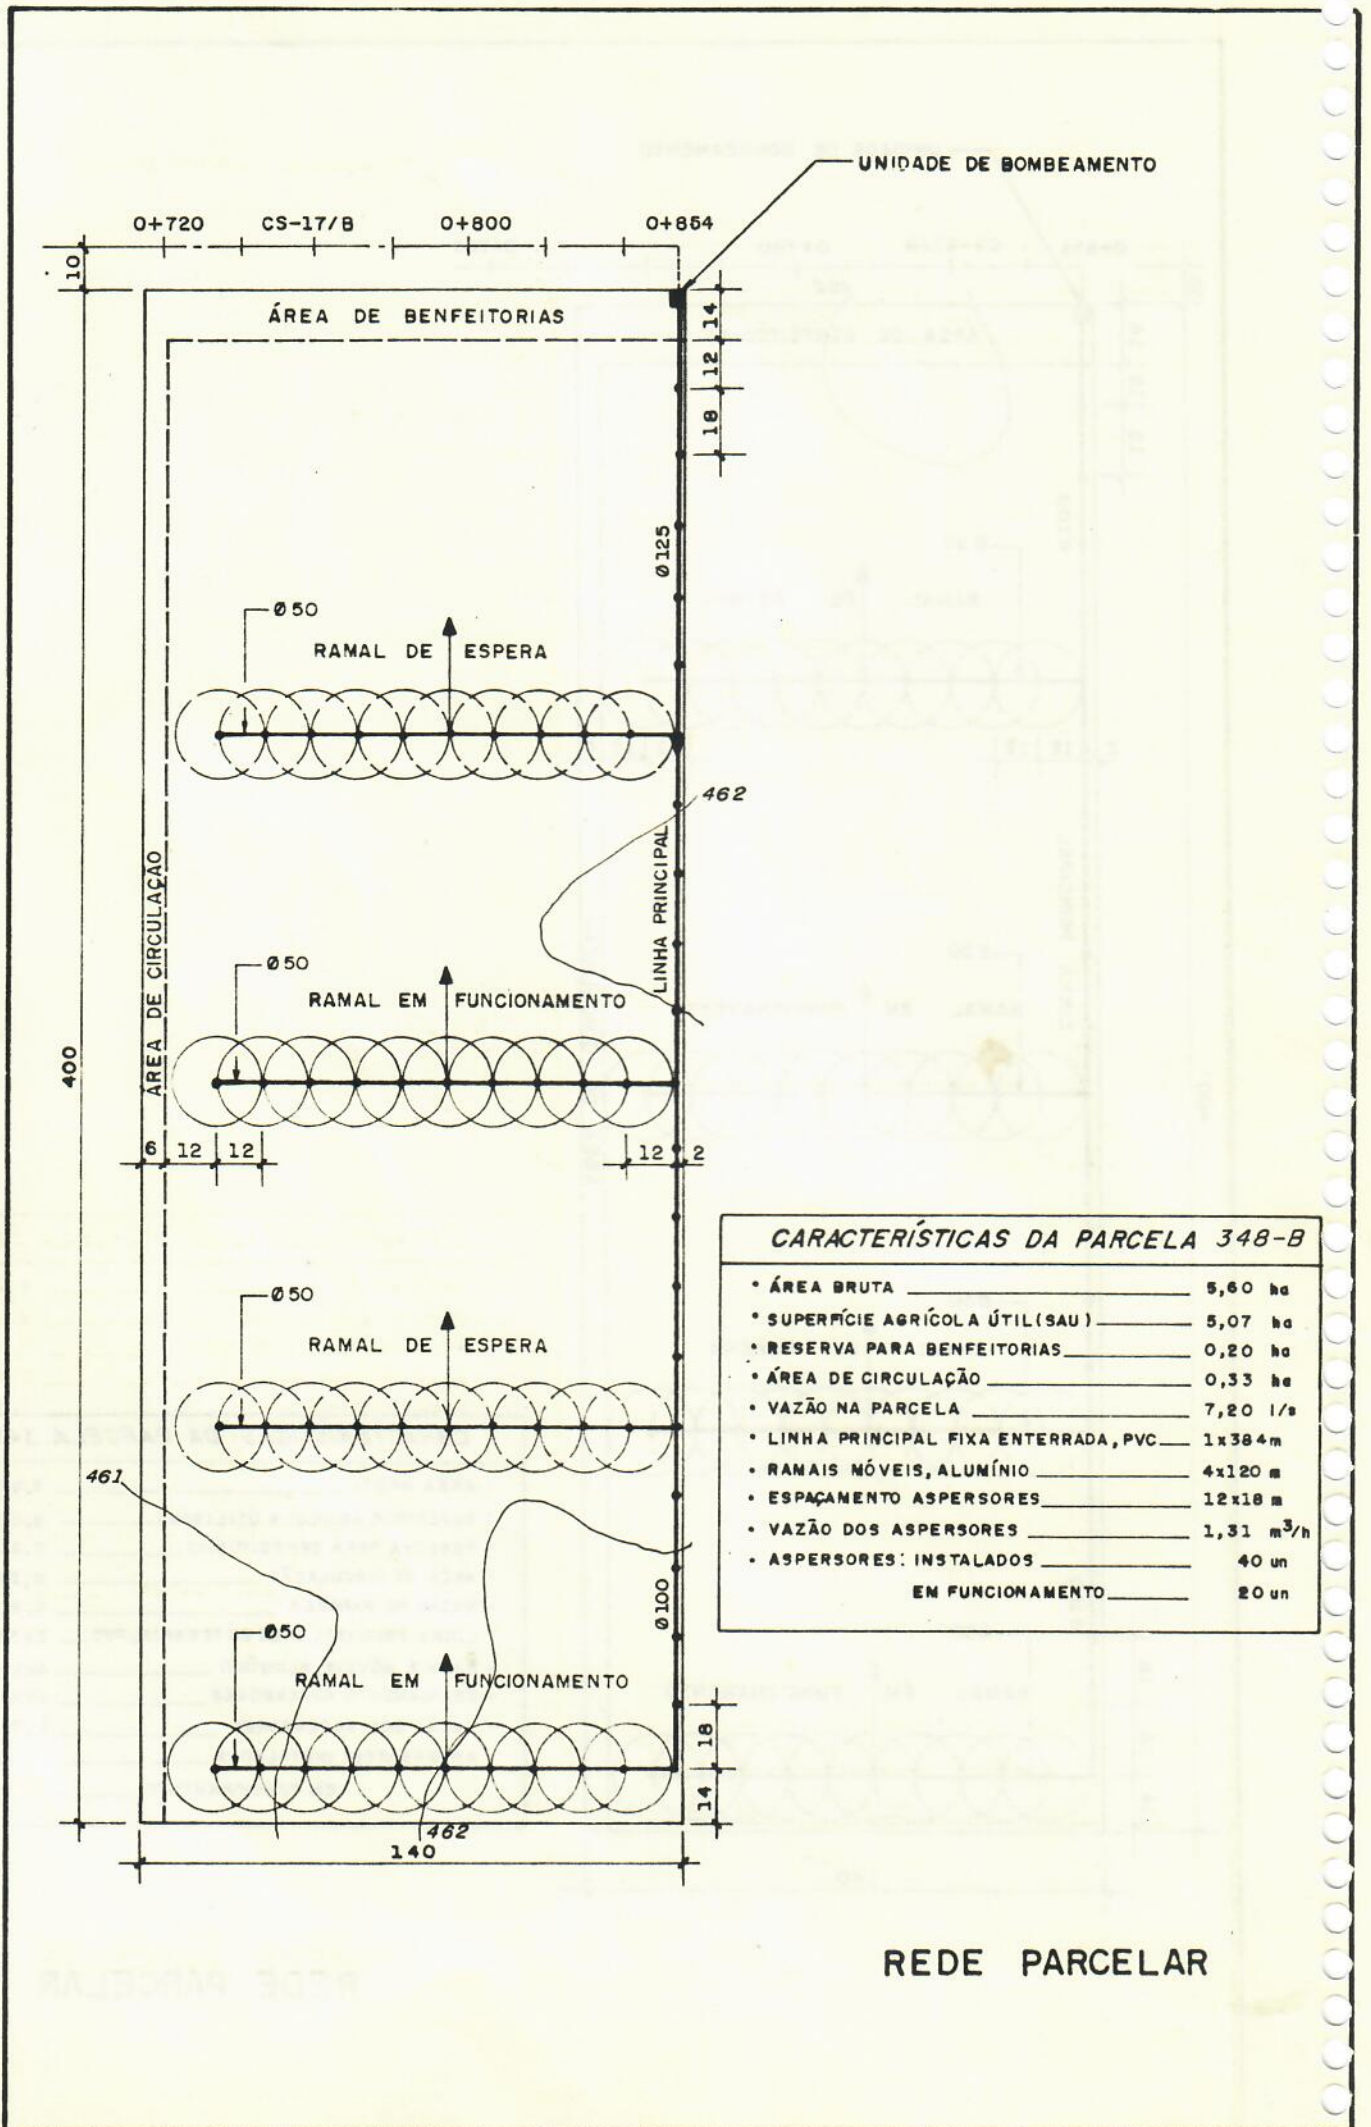 UNIDADE DE BOMBEAMENTO
0+720 CS-17/B 0+800 0+854
10
ÁREA DE BENFEITORIAS
14
12
18
Ø125
Ø50
RAMAL DE ESPERA
462
LINHA PRINCIPAL
ÁREA DE CIRCULAÇÃO
Ø50
RAMAL EM FUNCIONAMENTO
400
6 12 12 12 2
CARACTERÍSTICAS DA PARCELA 348-B
• ÁREA BRUTA 5,60 ha
• SUPERFÍCIE AGRÍCOLA ÚTIL(SAU) 5,07 ha
• RESERVA PARA BENFEITORIAS 0,20 ha
• ÁREA DE CIRCULAÇÃO 0,33 ha
• VAZÃO NA PARCELA 7,20 l/s
• LINHA PRINCIPAL FIXA ENTERRADA, PVC 1x384m
• RAMAIS MÓVEIS, ALUMÍNIO 4x120 m
• ESPAÇAMENTO ASPERSORES 12x18 m
• VAZÃO DOS ASPERSORES 1,31 m³/h
• ASPERSORES: INSTALADOS 40 un
EM FUNCIONAMENTO 20 un
Ø50
RAMAL DE ESPERA
461
Ø100
Ø50
RAMAL EM FUNCIONAMENTO
18
14
462
140
REDE PARCELAR